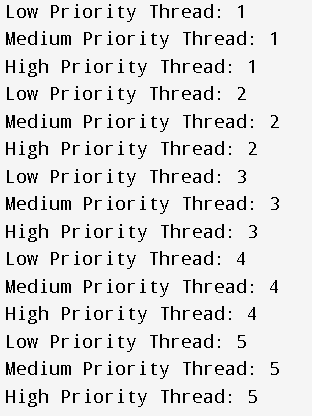 Low Priority Thread: 1
Medium Priority Thread: 1
High Priority Thread: 1
Low Priority Thread: 2
Medium Priority Thread: 2
High Priority Thread: 2
Low Priority Thread: 3
Medium Priority Thread: 3
High Priority Thread: 3
Low Priority Thread: 4
Medium Priority Thread: 4
High Priority Thread: 4
Low Priority Thread: 5
Medium Priority Thread: 5
High Priority Thread: 5